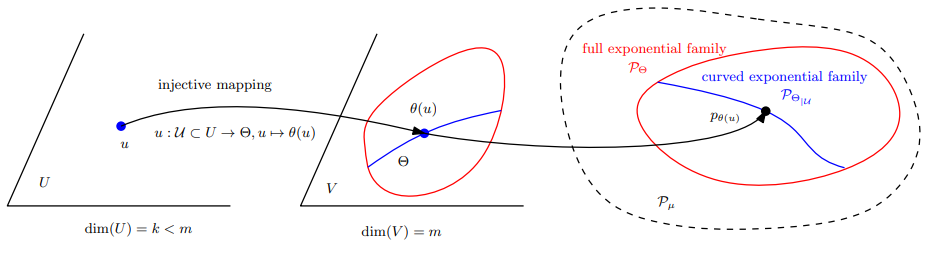 injective mapping
u : 𝒰 ⊂ U → Θ, u ↦ θ(u)
u
U
dim(U) = k < m
θ(u)
Θ
V
dim(V) = m
full exponential family
𝒫_Θ
curved exponential family
𝒫_{Θ|𝒰}
p_{θ(u)}
𝒫_μ